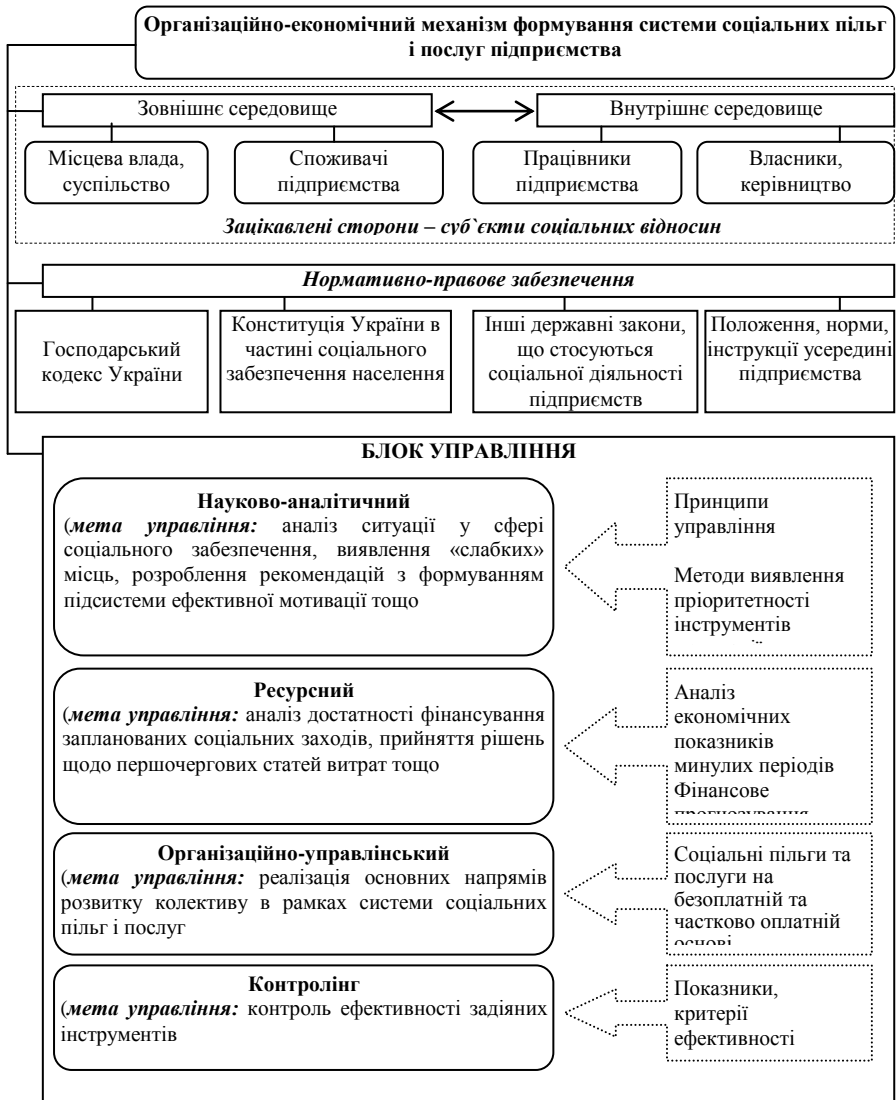 Організаційно-економічний механізм формування системи соціальних пільг
і послуг підприємства
Зовнішнє середовище
Внутрішнє середовище
Місцева влада,
суспільство
Споживачі
підприємства
Працівники
підприємства
Власники,
керівництво
Зацікавлені сторони – суб`єкти соціальних відносин
Нормативно-правове забезпечення
Господарський
кодекс України
Конституція України в
частині соціального
забезпечення населення
Інші державні закони,
що стосуються
соціальної діяльності
підприємств
Положення, норми,
інструкції усередині
підприємства
БЛОК УПРАВЛІННЯ
Науково-аналітичний
(мета управління: аналіз ситуації у сфері
соціального забезпечення, виявлення «слабких»
місць, розроблення рекомендацій з формуванням
підсистеми ефективної мотивації тощо
Принципи
управління
Методи виявлення
пріоритетності
інструментів
Ресурсний
(мета управління: аналіз достатності фінансування
запланованих соціальних заходів, прийняття рішень
щодо першочергових статей витрат тощо
Аналіз
економічних
показників
минулих періодів
Фінансове
прогнозування
Організаційно-управлінський
(мета управління: реалізація основних напрямів
розвитку колективу в рамках системи соціальних
пільг і послуг
Соціальні пільги та
послуги на
безоплатній та
частково оплатній
основі
Контролінг
(мета управління: контроль ефективності задіяних
інструментів
Показники,
критерії
ефективності